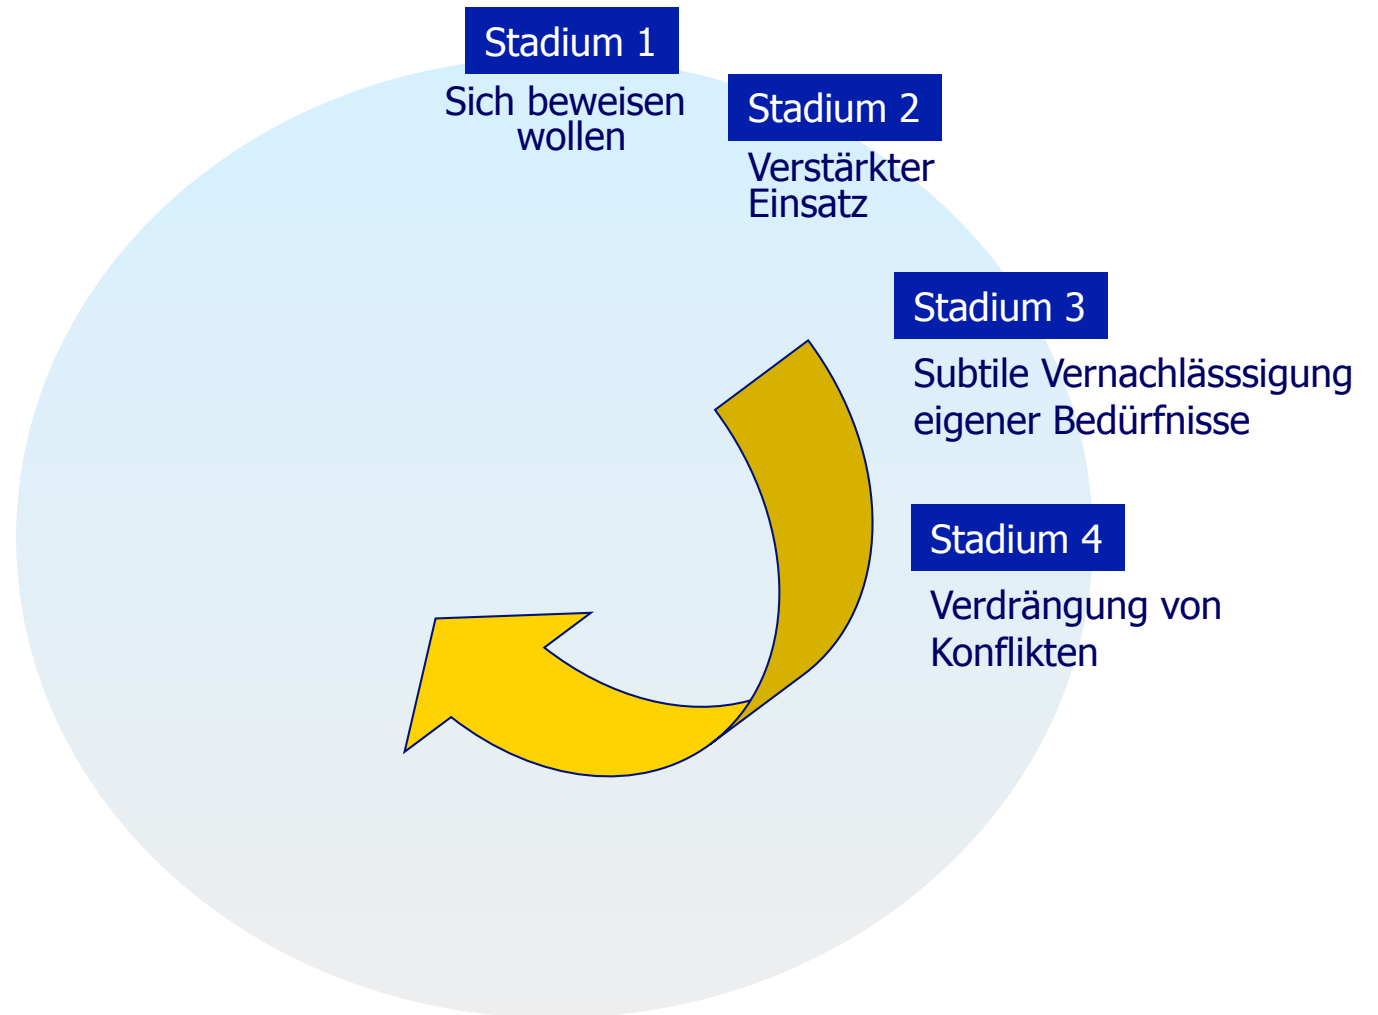 Stadium 1
Sich beweisen
wollen
Stadium 2
Verstärkter
Einsatz
Stadium 3
Subtile Vernachlässsigung
eigener Bedürfnisse
Stadium 4
Verdrängung von
Konflikten